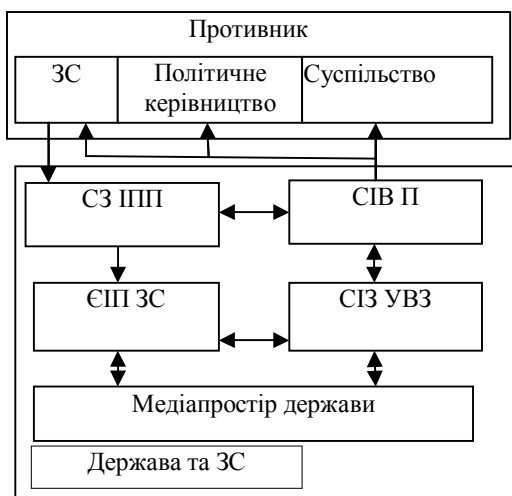 Противник
ЗС
Політичне
керівництво
Суспільство
СЗ ІПП
СІВ П
ЄІП ЗС
СІЗ УВЗ
Медіапростір держави
Держава та ЗС